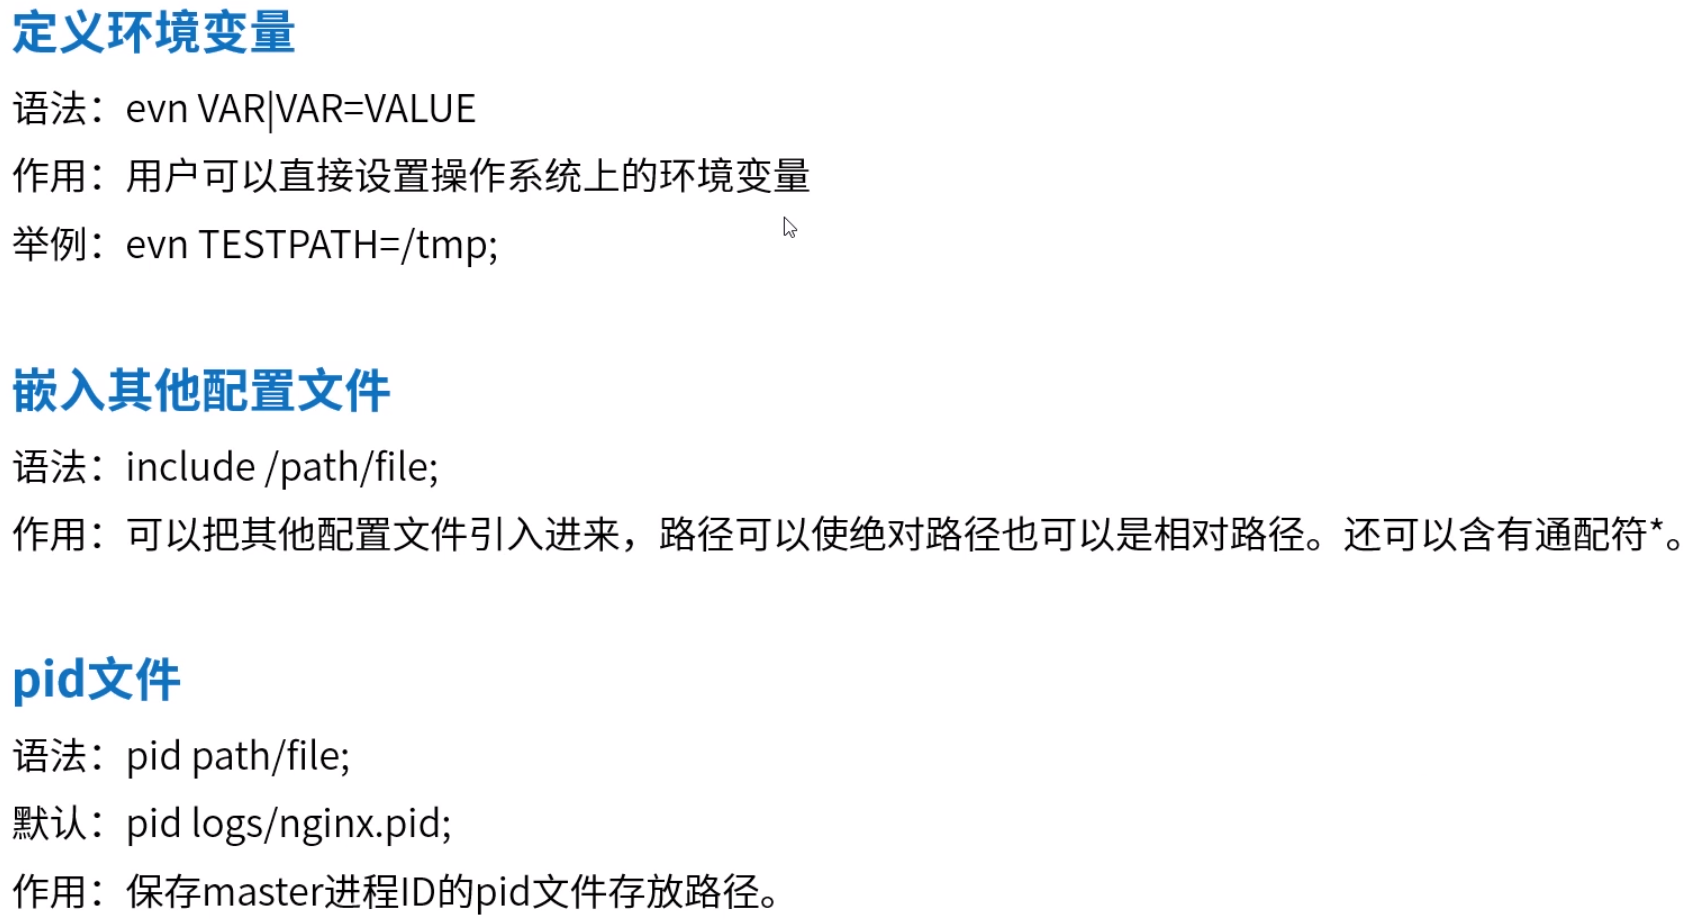 定义环境变量
语法：evn VAR|VAR=VALUE
作用：用户可以直接设置操作系统上的环境变量
举例：evn TESTPATH=/tmp;
嵌入其他配置文件
语法：include /path/file;
作用：可以把其他配置文件引入进来，路径可以使绝对路径也可以是相对路径。还可以含有通配符*。
pid文件
语法：pid path/file;
默认：pid logs/nginx.pid;
作用：保存master进程ID的pid文件存放路径。